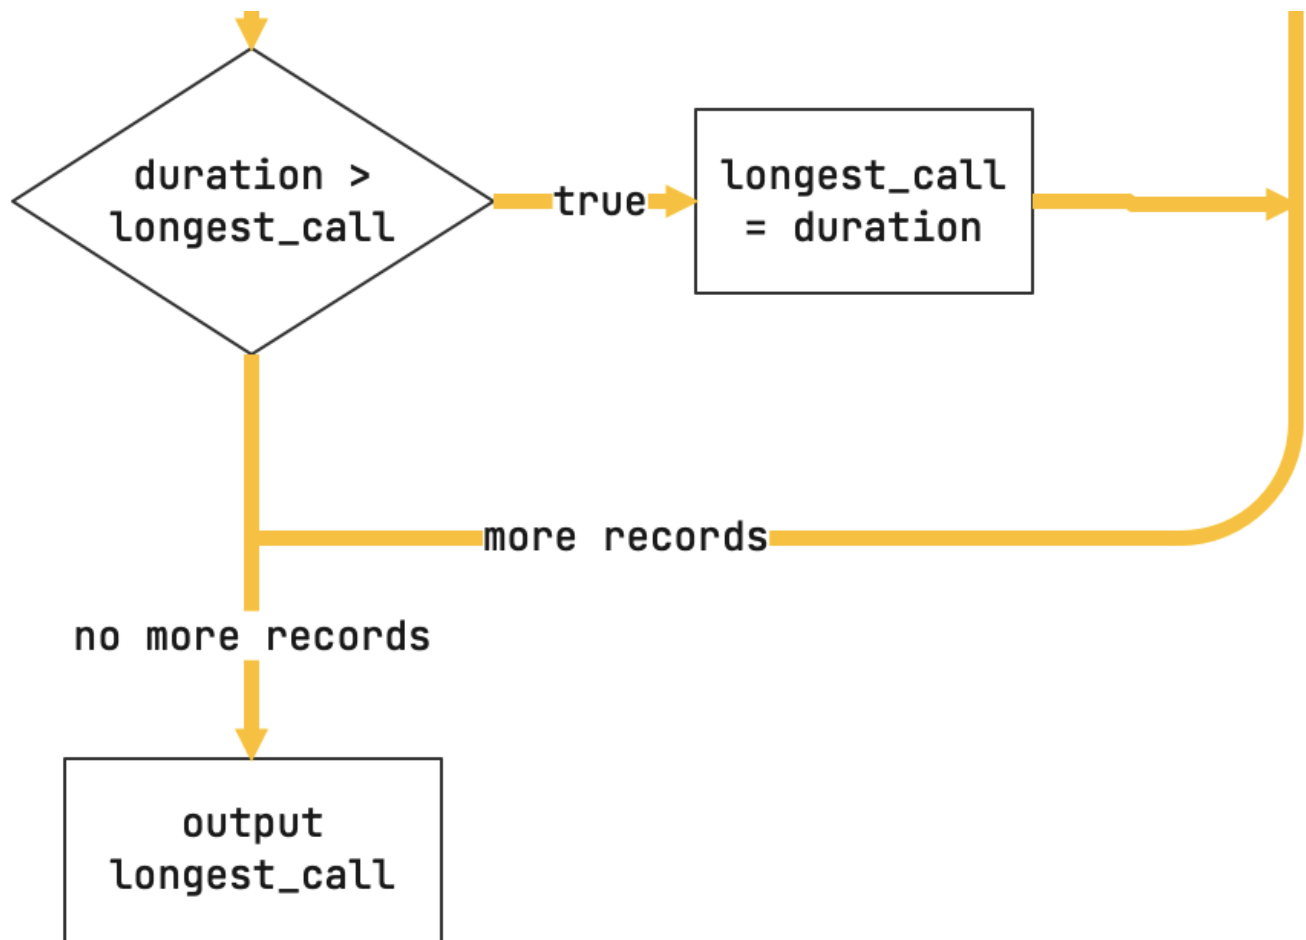 duration >
longest_call
true
longest_call
= duration
more records
no more records
output
longest_call